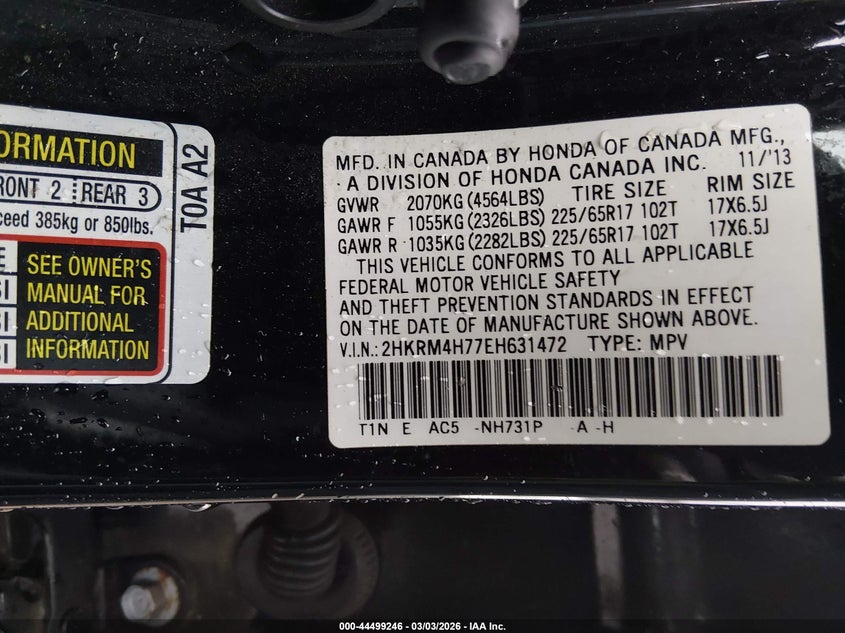 ORMATION
RONT 2 REAR 3
ceed 385kg or 850lbs.
SEE OWNER'S
MANUAL FOR
ADDITIONAL
INFORMATION
T0A A2
MFD. IN CANADA BY HONDA OF CANADA MFG.,
A DIVISION OF HONDA CANADA INC. 11/'13
GVWR 2070KG (4564LBS) TIRE SIZE RIM SIZE
GAWR F 1055KG (2326LBS) 225/65R17 102T 17X6.5J
GAWR R 1035KG (2282LBS) 225/65R17 102T 17X6.5J
THIS VEHICLE CONFORMS TO ALL APPLICABLE
FEDERAL MOTOR VEHICLE SAFETY
AND THEFT PREVENTION STANDARDS IN EFFECT
ON THE DATE OF MANUFACTURE SHOWN ABOVE.
V.I.N.: 2HKRM4H77EH631472 TYPE: MPV
T1N E AC5 -NH731P A -H
000-44499246 - 03/03/2026 - IAA Inc.